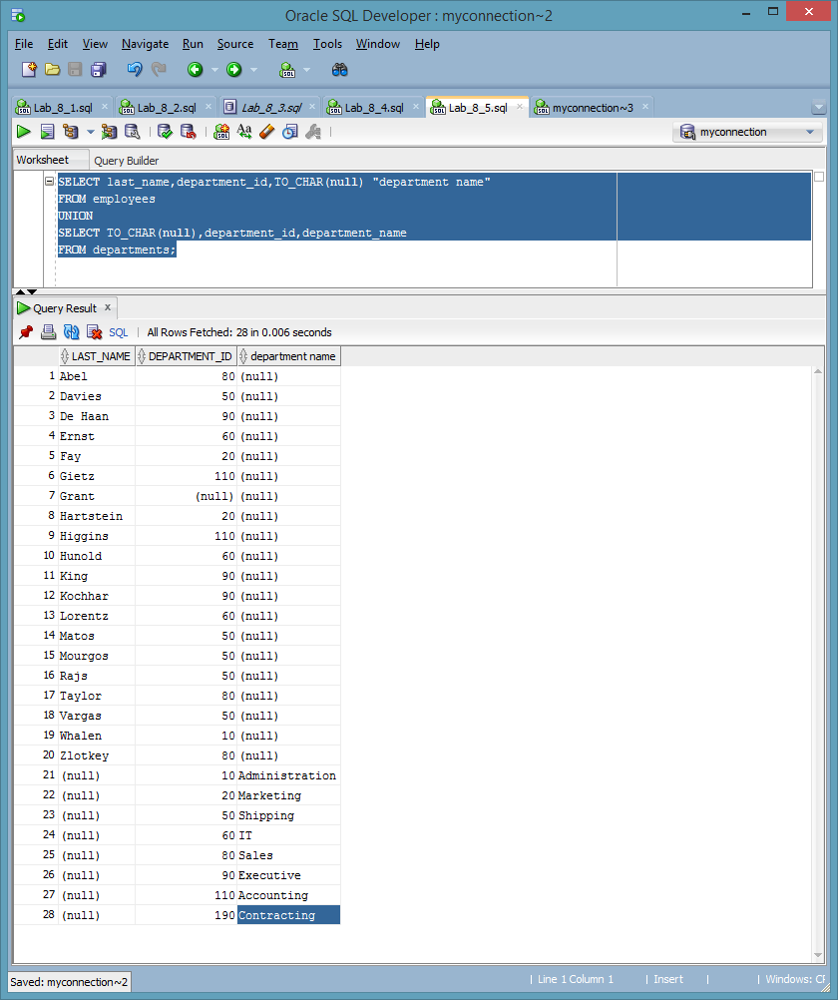 Oracle SQL Developer : myconnection~2
File Edit View Navigate Run Source Team Tools Window Help
Lab_8_1.sql Lab_8_2.sql Lab_8_3.sql Lab_8_4.sql Lab_8_5.sql myconnection~3
myconnection
Worksheet Query Builder
SELECT last_name,department_id,TO_CHAR(null) "department name"
FROM employees
UNION
SELECT TO_CHAR(null),department_id,department_name
FROM departments;
Query Result x
SQL | All Rows Fetched: 28 in 0.006 seconds
LAST_NAME DEPARTMENT_ID department name
1 Abel 80 (null)
2 Davies 50 (null)
3 De Haan 90 (null)
4 Ernst 60 (null)
5 Fay 20 (null)
6 Gietz 110 (null)
7 Grant (null) (null)
8 Hartstein 20 (null)
9 Higgins 110 (null)
10 Hunold 60 (null)
11 King 90 (null)
12 Kochhar 90 (null)
13 Lorentz 60 (null)
14 Matos 50 (null)
15 Mourgos 50 (null)
16 Rajs 50 (null)
17 Taylor 80 (null)
18 Vargas 50 (null)
19 Whalen 10 (null)
20 Zlotkey 80 (null)
21 (null) 10 Administration
22 (null) 20 Marketing
23 (null) 50 Shipping
24 (null) 60 IT
25 (null) 80 Sales
26 (null) 90 Executive
27 (null) 110 Accounting
28 (null) 190 Contracting
Saved: myconnection~2 | Line 1 Column 1 | Insert | | Windows: